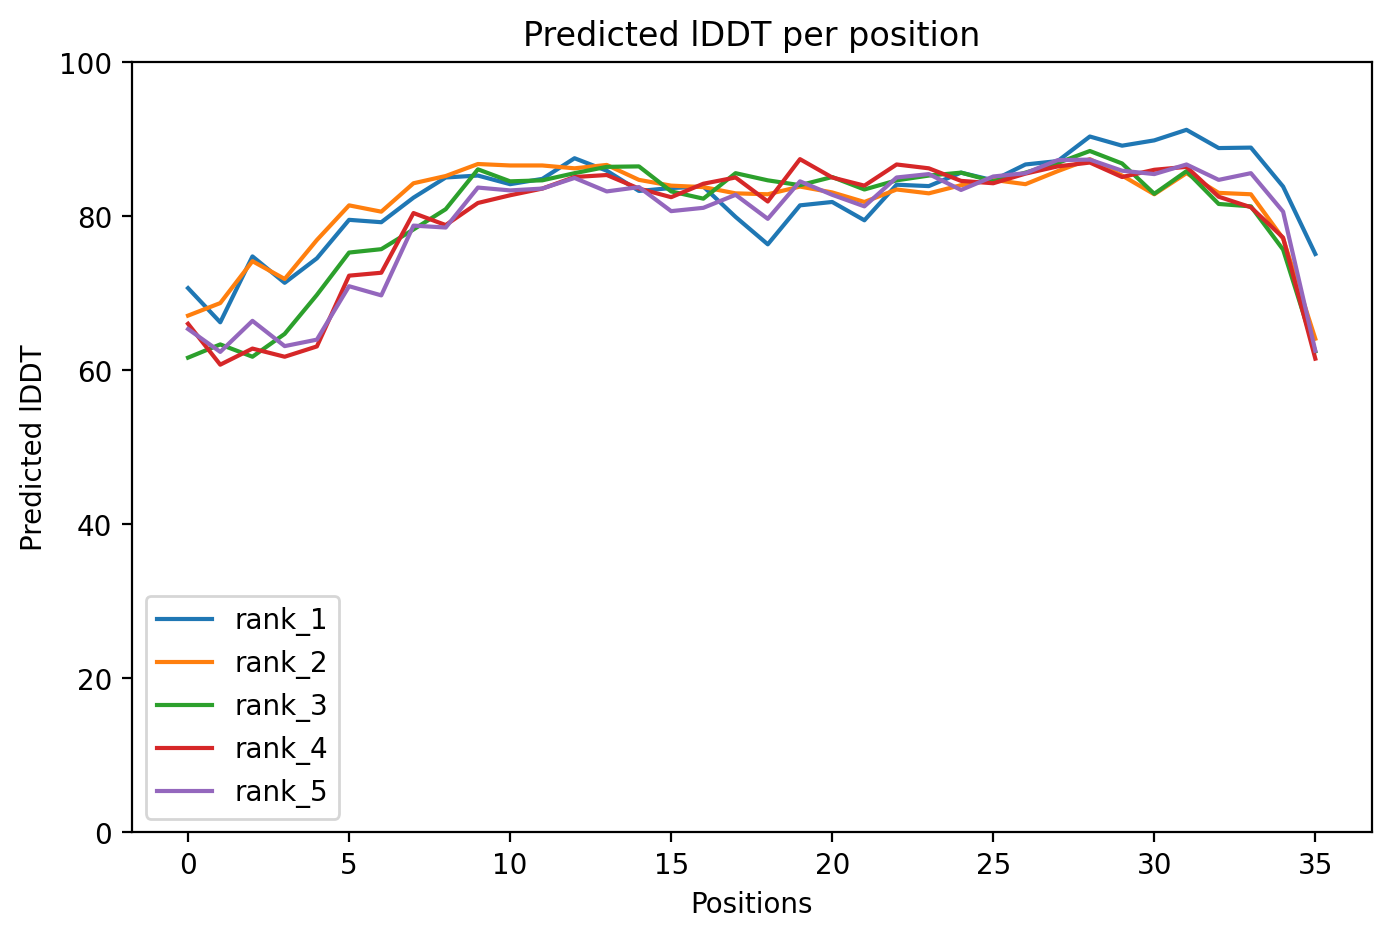 Predicted lDDT per position
100
80
60
40
20
0
Predicted lDDT
rank_1
rank_2
rank_3
rank_4
rank_5
0 5 10 15 20 25 30 35
Positions